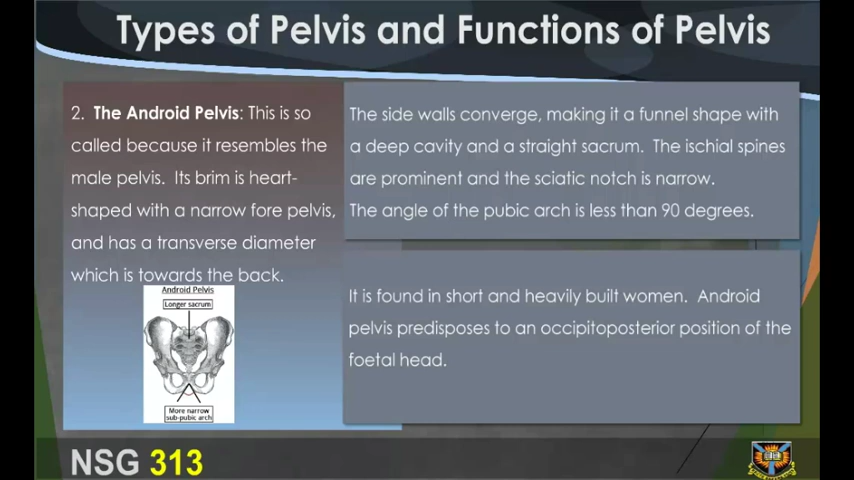 Types of Pelvis and Functions of Pelvis
2. The Android Pelvis: This is so
called because it resembles the
male pelvis. Its brim is heart-
shaped with a narrow fore pelvis,
and has a transverse diameter
which is towards the back.
Android Pelvis
Longer sacrum
More narrow
sub-pubic arch
The side walls converge, making it a funnel shape with
a deep cavity and a straight sacrum. The ischial spines
are prominent and the sciatic notch is narrow.
The angle of the pubic arch is less than 90 degrees.
It is found in short and heavily built women. Android
pelvis predisposes to an occipitoposterior position of the
foetal head.
NSG 313